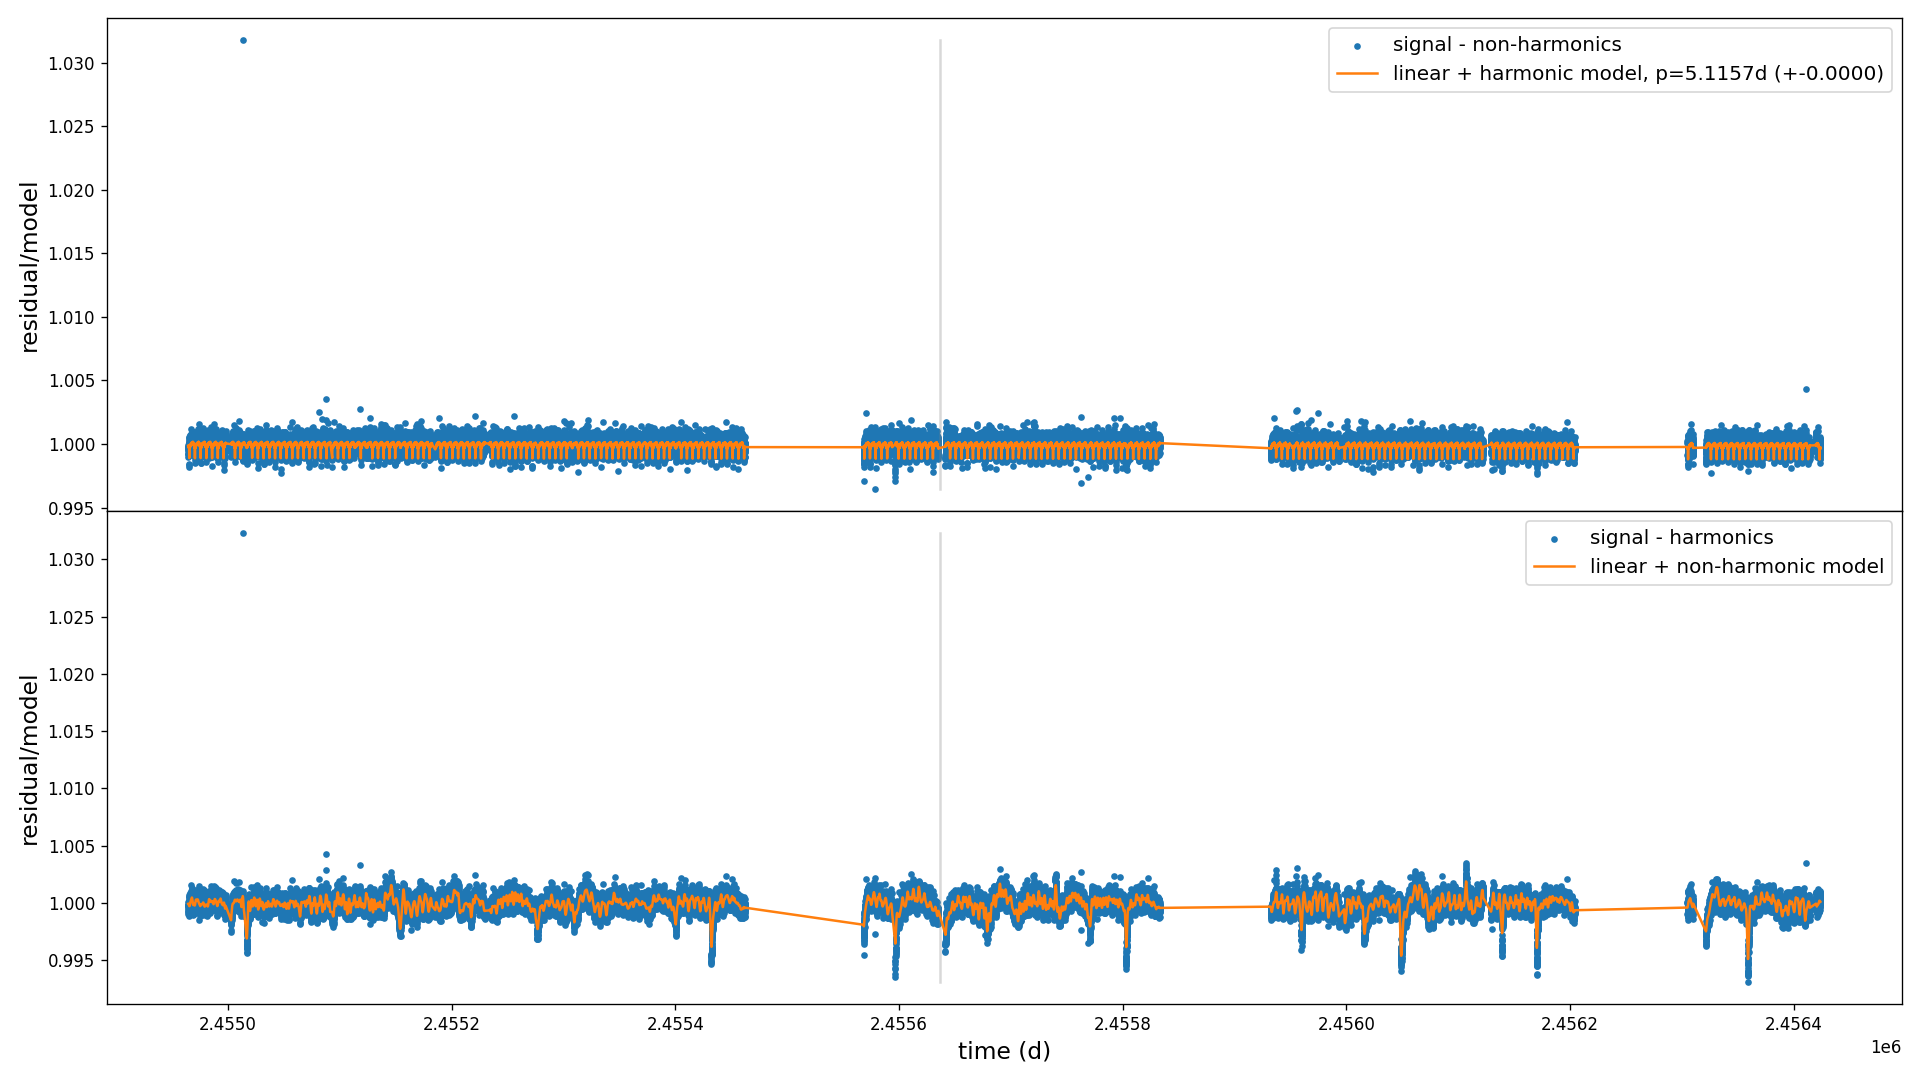 signal - non-harmonics
linear + harmonic model, p=5.1157d (+-0.0000)
1.030
1.025
1.020
1.015
1.010
1.005
1.000
0.995
residual/model
signal - harmonics
linear + non-harmonic model
1.030
1.025
1.020
1.015
1.010
1.005
1.000
0.995
residual/model
2.4550 2.4552 2.4554 2.4556 2.4558 2.4560 2.4562 2.4564
1e6
time (d)